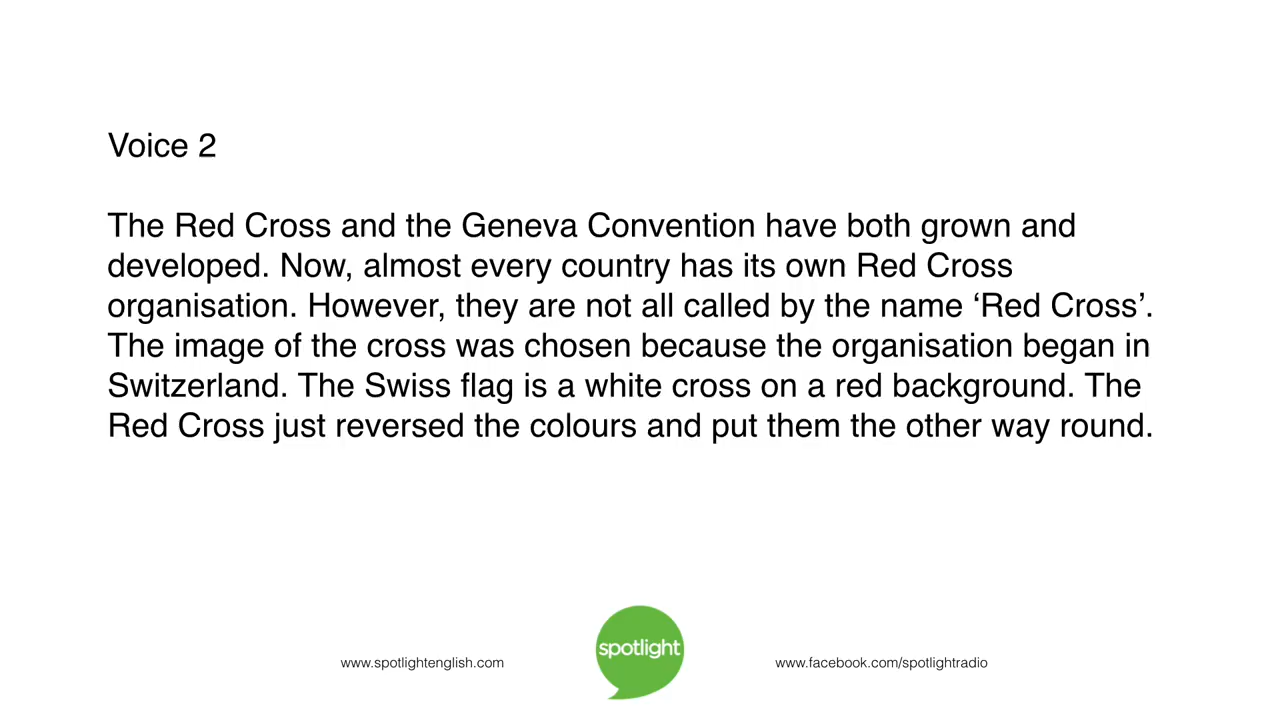 Voice 2
The Red Cross and the Geneva Convention have both grown and
developed. Now, almost every country has its own Red Cross
organisation. However, they are not all called by the name ‘Red Cross’.
The image of the cross was chosen because the organisation began in
Switzerland. The Swiss flag is a white cross on a red background. The
Red Cross just reversed the colours and put them the other way round.
www.spotlightenglish.com
spotlight
www.facebook.com/spotlightradio